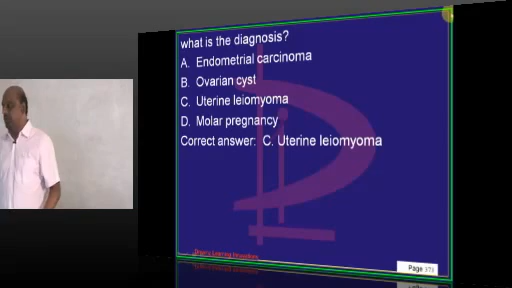 what is the diagnosis?
A. Endometrial carcinoma
B. Ovarian cyst
C. Uterine leiomyoma
D. Molar pregnancy
Correct answer: C. Uterine leiomyoma
Page